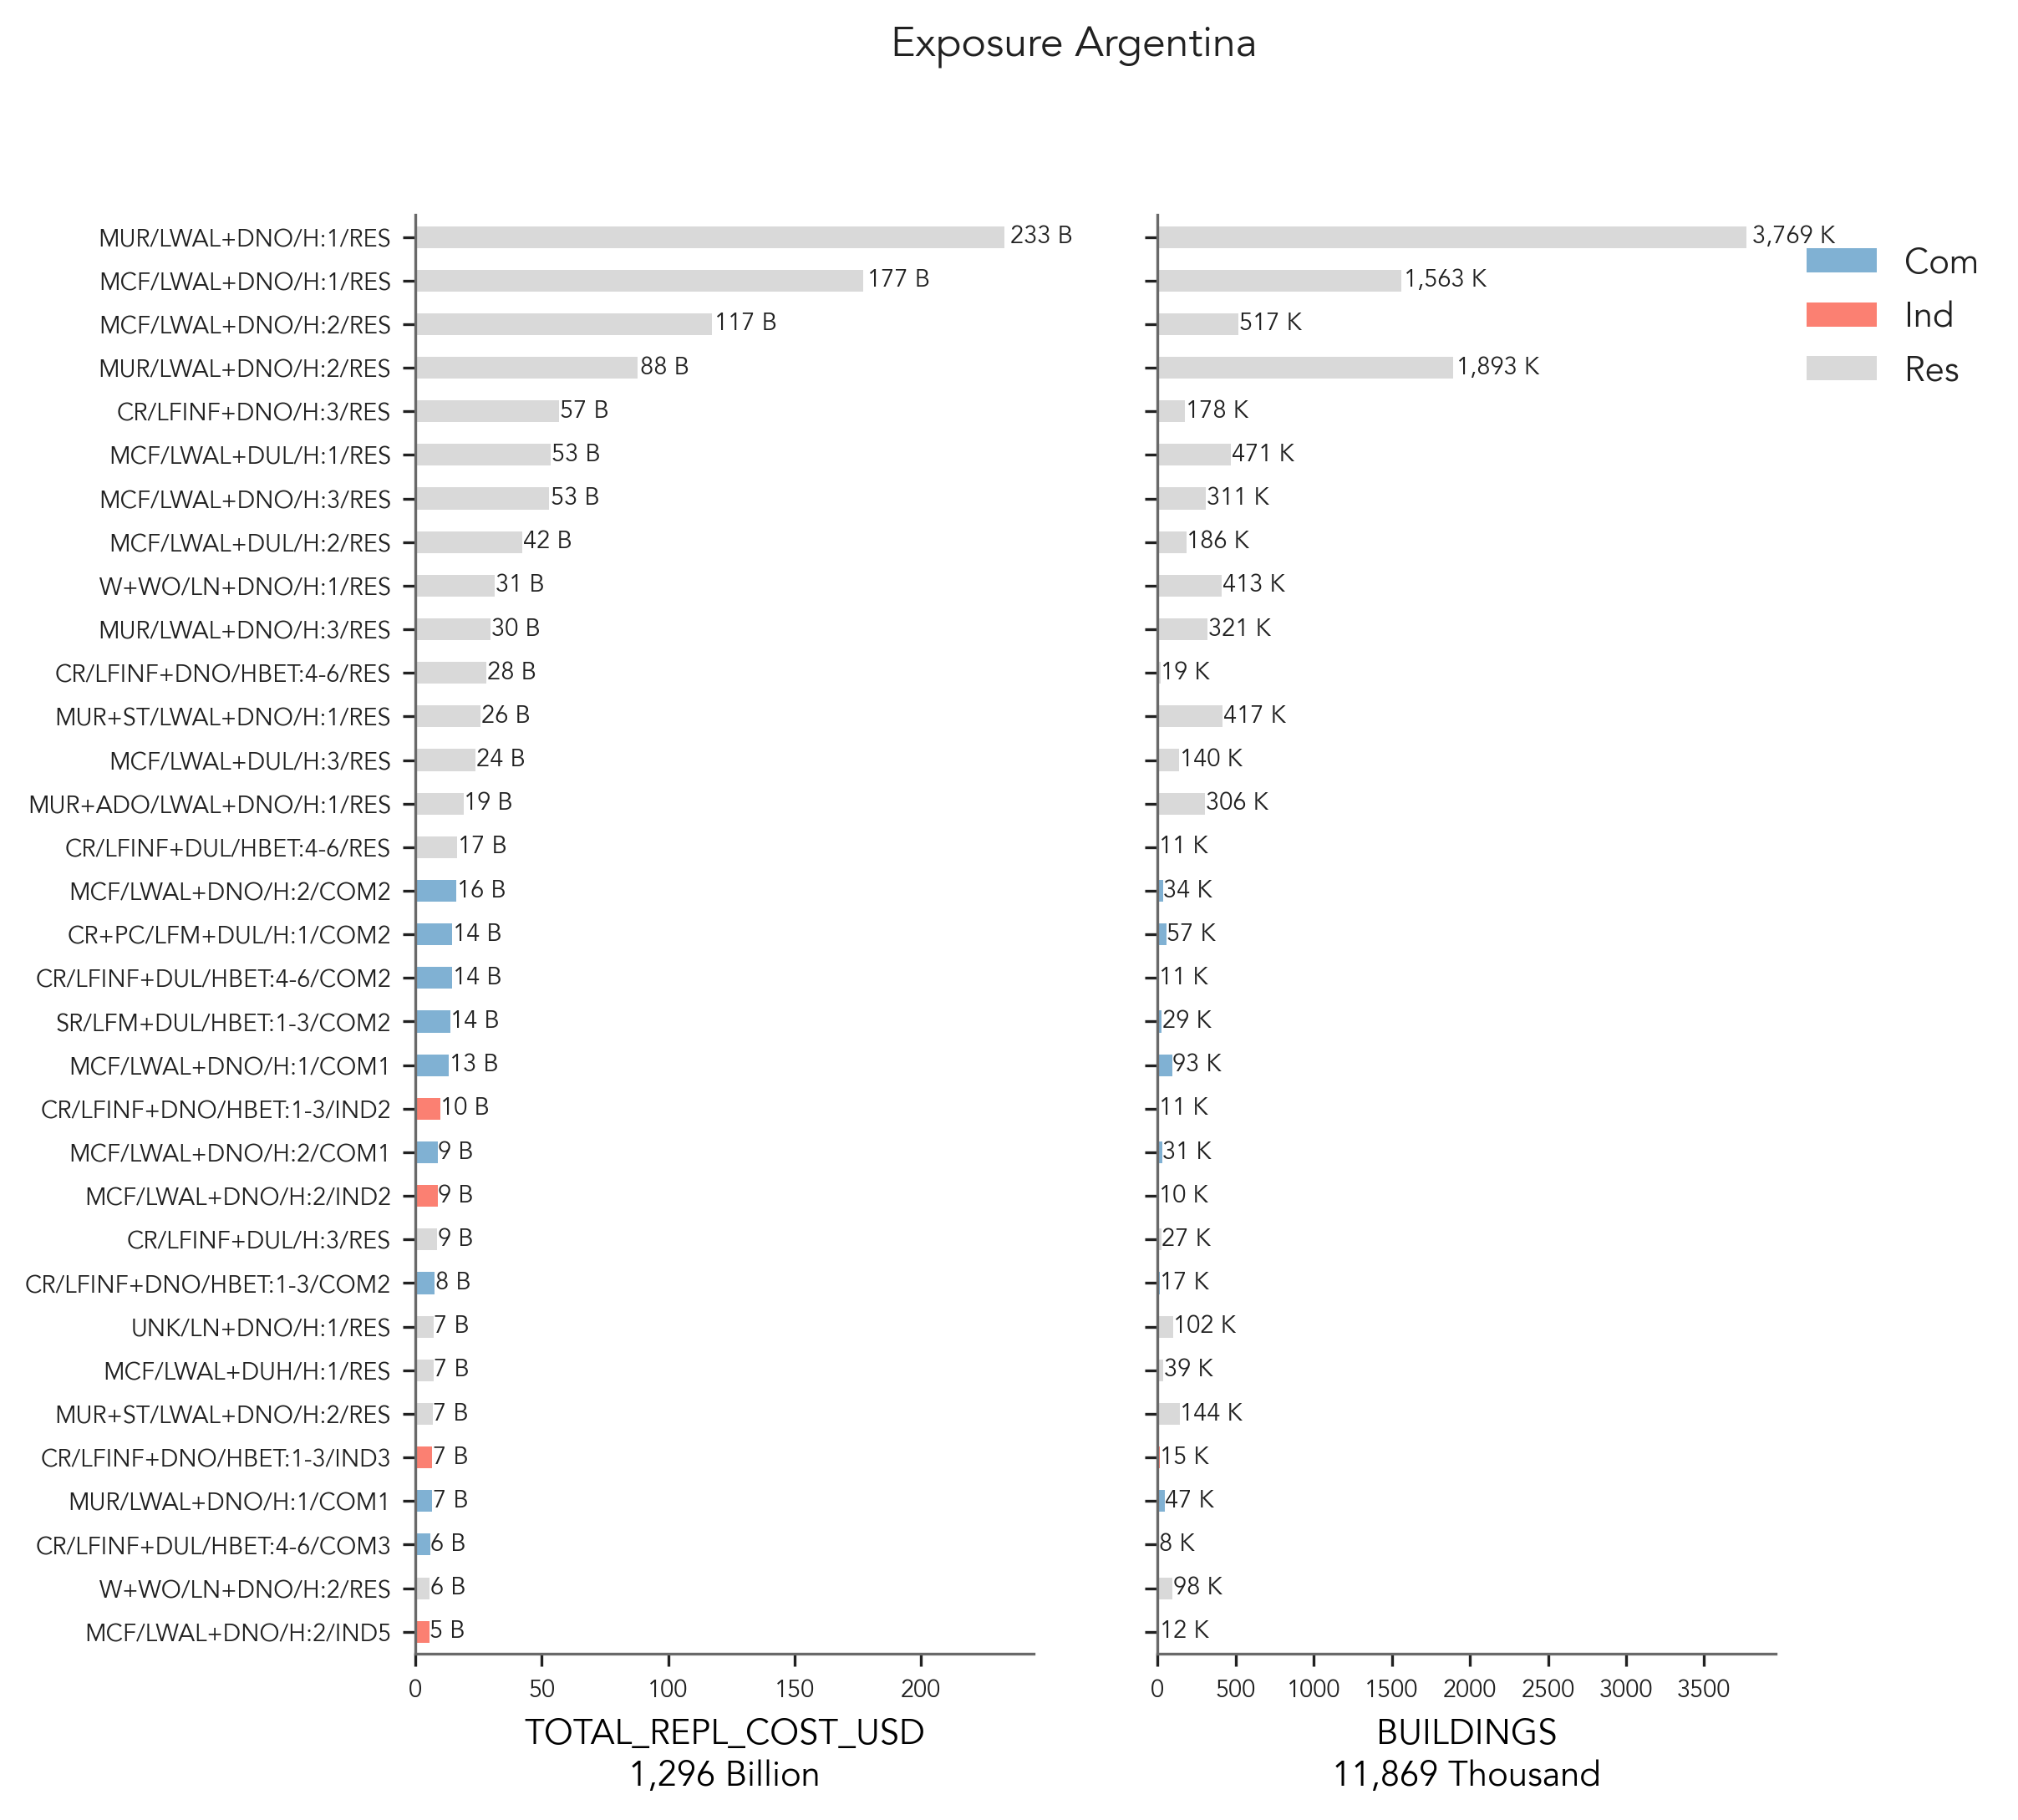 Exposure Argentina
MUR/LWAL+DNO/H:1/RES 233 B 3,769 K
MCF/LWAL+DNO/H:1/RES 177 B 1,563 K
MCF/LWAL+DNO/H:2/RES 117 B 517 K
MUR/LWAL+DNO/H:2/RES 88 B 1,893 K
CR/LFINF+DNO/H:3/RES 57 B 178 K
MCF/LWAL+DUL/H:1/RES 53 B 471 K
MCF/LWAL+DNO/H:3/RES 53 B 311 K
MCF/LWAL+DUL/H:2/RES 42 B 186 K
W+WO/LN+DNO/H:1/RES 31 B 413 K
MUR/LWAL+DNO/H:3/RES 30 B 321 K
CR/LFINF+DNO/HBET:4-6/RES 28 B 19 K
MUR+ST/LWAL+DNO/H:1/RES 26 B 417 K
MCF/LWAL+DUL/H:3/RES 24 B 140 K
MUR+ADO/LWAL+DNO/H:1/RES 19 B 306 K
CR/LFINF+DUL/HBET:4-6/RES 17 B 11 K
MCF/LWAL+DNO/H:2/COM2 16 B 34 K
CR+PC/LFM+DUL/H:1/COM2 14 B 57 K
CR/LFINF+DUL/HBET:4-6/COM2 14 B 11 K
SR/LFM+DUL/HBET:1-3/COM2 14 B 29 K
MCF/LWAL+DNO/H:1/COM1 13 B 93 K
CR/LFINF+DNO/HBET:1-3/IND2 10 B 11 K
MCF/LWAL+DNO/H:2/COM1 9 B 31 K
MCF/LWAL+DNO/H:2/IND2 9 B 10 K
CR/LFINF+DUL/H:3/RES 9 B 27 K
CR/LFINF+DNO/HBET:1-3/COM2 8 B 17 K
UNK/LN+DNO/H:1/RES 7 B 102 K
MCF/LWAL+DUH/H:1/RES 7 B 39 K
MUR+ST/LWAL+DNO/H:2/RES 7 B 144 K
CR/LFINF+DNO/HBET:1-3/IND3 7 B 15 K
MUR/LWAL+DNO/H:1/COM1 7 B 47 K
CR/LFINF+DUL/HBET:4-6/COM3 6 B 8 K
W+WO/LN+DNO/H:2/RES 6 B 98 K
MCF/LWAL+DNO/H:2/IND5 5 B 12 K
0 50 100 150 200
TOTAL_REPL_COST_USD
1,296 Billion
0 500 1000 1500 2000 2500 3000 3500
BUILDINGS
11,869 Thousand
Com
Ind
Res